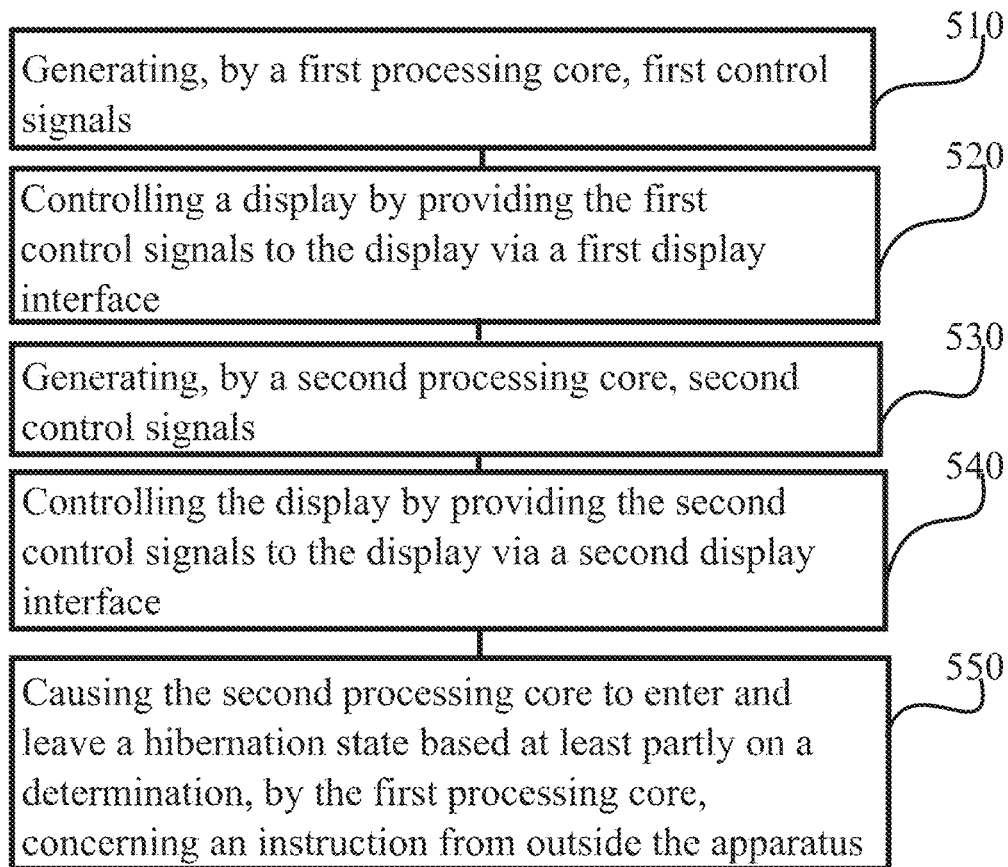 510
Generating, by a first processing core, first control
signals
520
Controlling a display by providing the first
control signals to the display via a first display
interface
530
Generating, by a second processing core, second
control signals
540
Controlling the display by providing the second
control signals to the display via a second display
interface
550
Causing the second processing core to enter and
leave a hibernation state based at least partly on a
determination, by the first processing core,
concerning an instruction from outside the apparatus